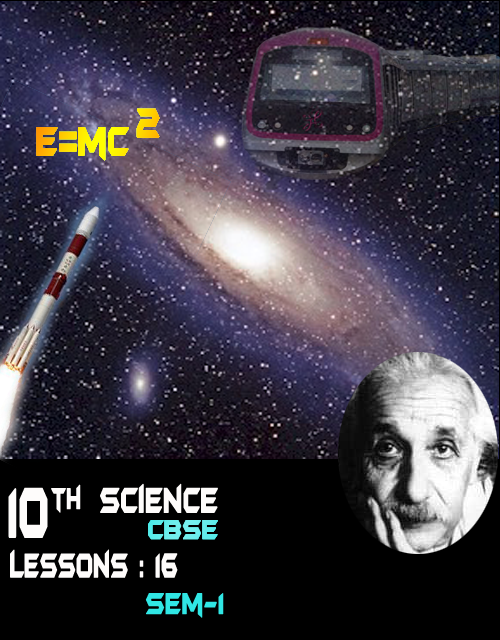 E=MC²
10TH SCIENCE
CBSE
LESSONS : 16
SEM-1